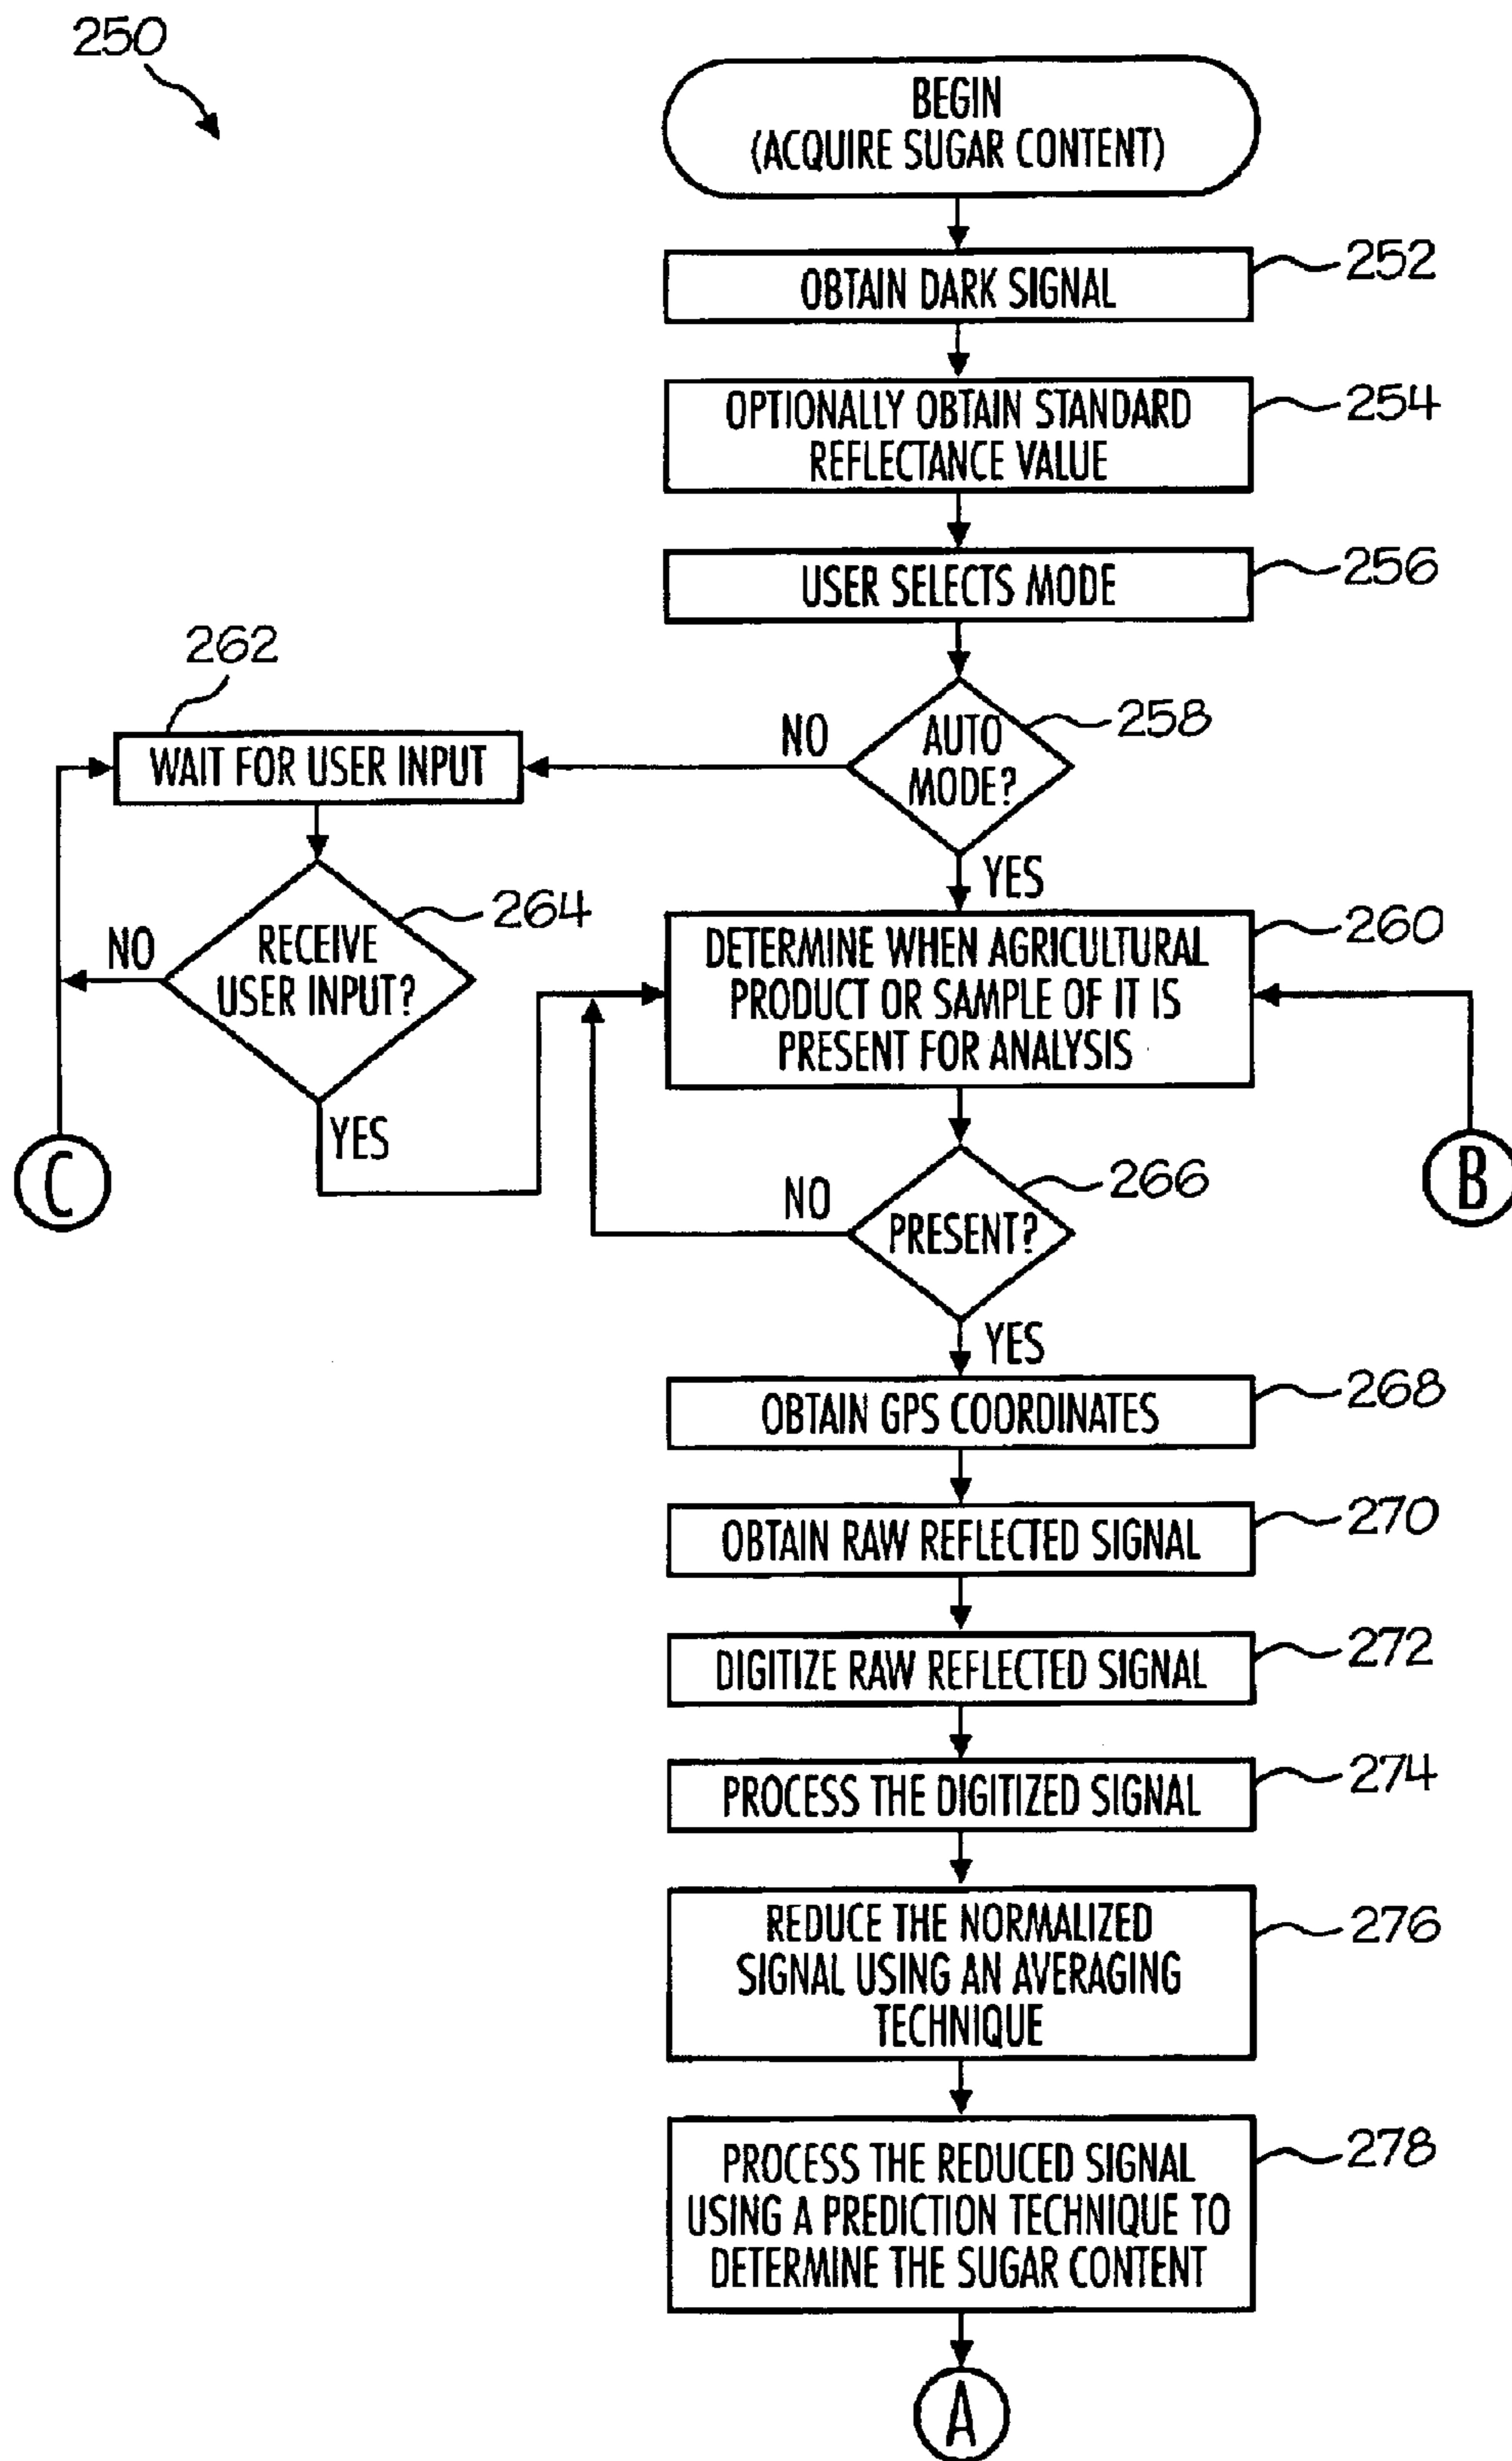 250
BEGIN
(ACQUIRE SUGAR CONTENT)
OBTAIN DARK SIGNAL
252
OPTIONALLY OBTAIN STANDARD
REFLECTANCE VALUE
254
USER SELECTS MODE
256
AUTO
MODE?
258
NO
YES
262
WAIT FOR USER INPUT
RECEIVE
USER INPUT?
264
NO
YES
C
DETERMINE WHEN AGRICULTURAL
PRODUCT OR SAMPLE OF IT IS
PRESENT FOR ANALYSIS
260
B
PRESENT?
266
NO
YES
OBTAIN GPS COORDINATES
268
OBTAIN RAW REFLECTED SIGNAL
270
DIGITIZE RAW REFLECTED SIGNAL
272
PROCESS THE DIGITIZED SIGNAL
274
REDUCE THE NORMALIZED
SIGNAL USING AN AVERAGING
TECHNIQUE
276
PROCESS THE REDUCED SIGNAL
USING A PREDICTION TECHNIQUE TO
DETERMINE THE SUGAR CONTENT
278
A